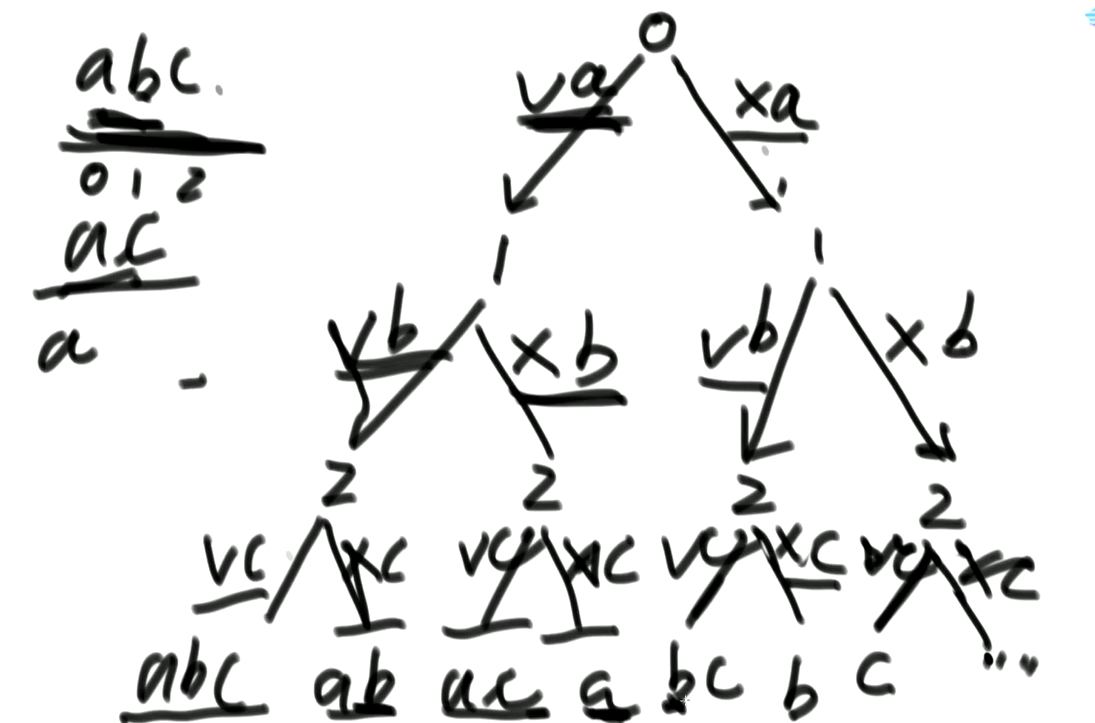 0
abc.
va xa
0 1 2
ac
1 1
a
vb xb vb xb
2 2 2 2
vc xc vc xc vc xc vc xc
abc ab ac a bc b c ""